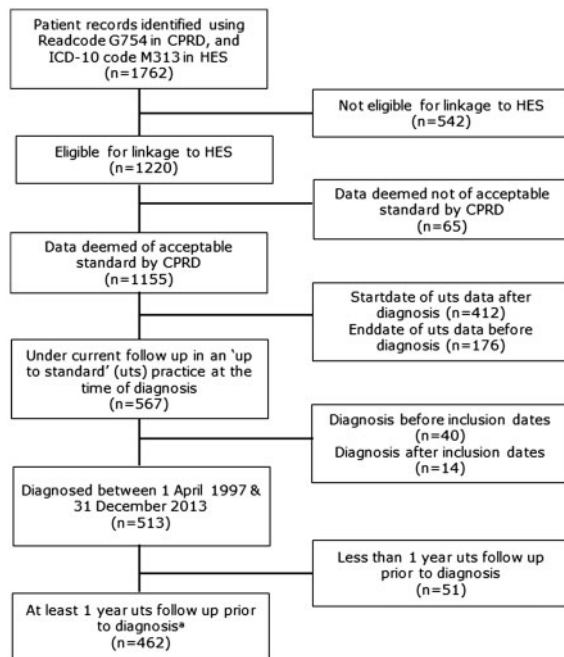 Patient records identified using
Readcode G754 in CPRD, and
ICD-10 code M313 in HES
(n=1762)
Not eligible for linkage to HES
(n=542)
Eligible for linkage to HES
(n=1220)
Data deemed not of acceptable
standard by CPRD
(n=65)
Data deemed of acceptable
standard by CPRD
(n=1155)
Startdate of uts data after
diagnosis (n=412)
Enddate of uts data before
diagnosis (n=176)
Under current follow up in an ‘up
to standard’ (uts) practice at the
time of diagnosis
(n=567)
Diagnosis before inclusion dates
(n=40)
Diagnosis after inclusion dates
(n=14)
Diagnosed between 1 April 1997 &
31 December 2013
(n=513)
Less than 1 year uts follow up
prior to diagnosis
(n=51)
At least 1 year uts follow up prior
to diagnosisᵃ
(n=462)